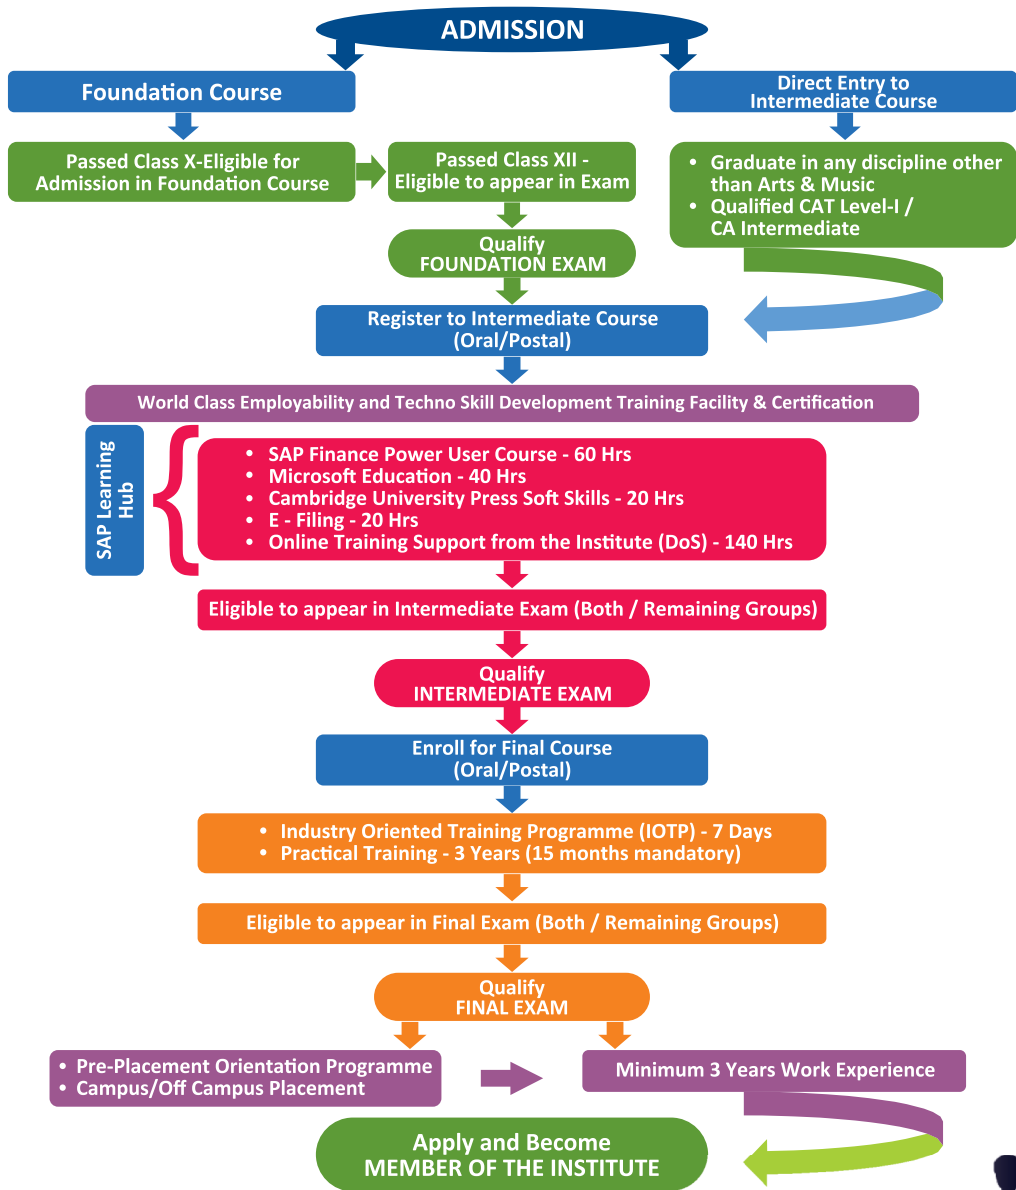 ADMISSION
Foundation Course
Direct Entry to
Intermediate Course
Passed Class X-Eligible for
Admission in Foundation Course
Passed Class XII -
Eligible to appear in Exam
• Graduate in any discipline other
than Arts & Music
• Qualified CAT Level-I /
CA Intermediate
Qualify
FOUNDATION EXAM
Register to Intermediate Course
(Oral/Postal)
World Class Employability and Techno Skill Development Training Facility & Certification
SAP Learning
Hub
• SAP Finance Power User Course - 60 Hrs
• Microsoft Education - 40 Hrs
• Cambridge University Press Soft Skills - 20 Hrs
• E - Filing - 20 Hrs
• Online Training Support from the Institute (DoS) - 140 Hrs
Eligible to appear in Intermediate Exam (Both / Remaining Groups)
Qualify
INTERMEDIATE EXAM
Enroll for Final Course
(Oral/Postal)
• Industry Oriented Training Programme (IOTP) - 7 Days
• Practical Training - 3 Years (15 months mandatory)
Eligible to appear in Final Exam (Both / Remaining Groups)
Qualify
FINAL EXAM
• Pre-Placement Orientation Programme
• Campus/Off Campus Placement
Minimum 3 Years Work Experience
Apply and Become
MEMBER OF THE INSTITUTE